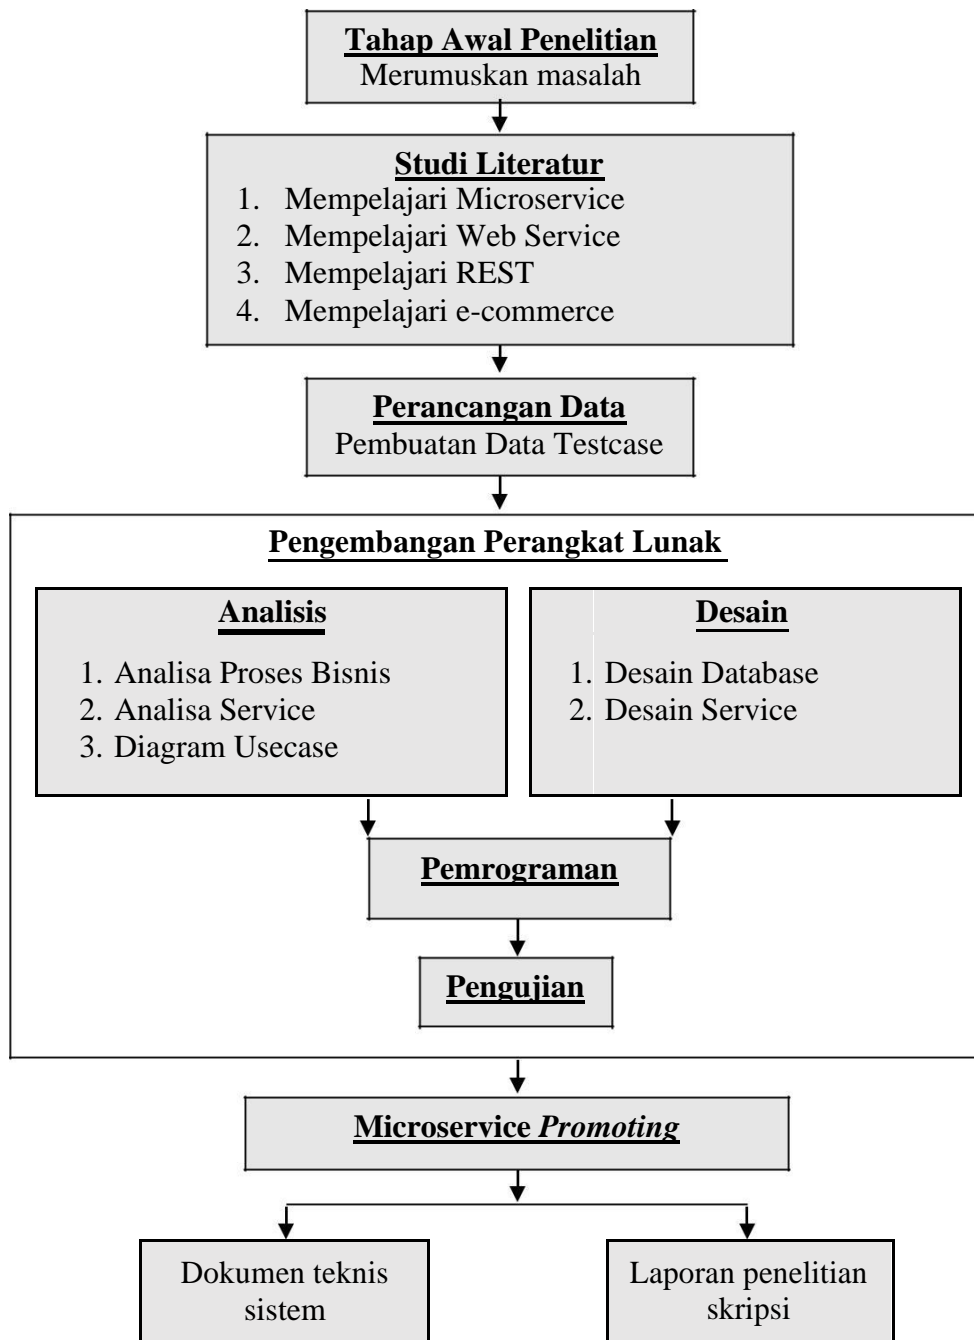 Tahap Awal Penelitian
Merumuskan masalah
Studi Literatur
1. Mempelajari Microservice
2. Mempelajari Web Service
3. Mempelajari REST
4. Mempelajari e-commerce
Perancangan Data
Pembuatan Data Testcase
Pengembangan Perangkat Lunak
Analisis
1. Analisa Proses Bisnis
2. Analisa Service
3. Diagram Usecase
Desain
1. Desain Database
2. Desain Service
Pemrograman
Pengujian
Microservice Promoting
Dokumen teknis
sistem
Laporan penelitian
skripsi